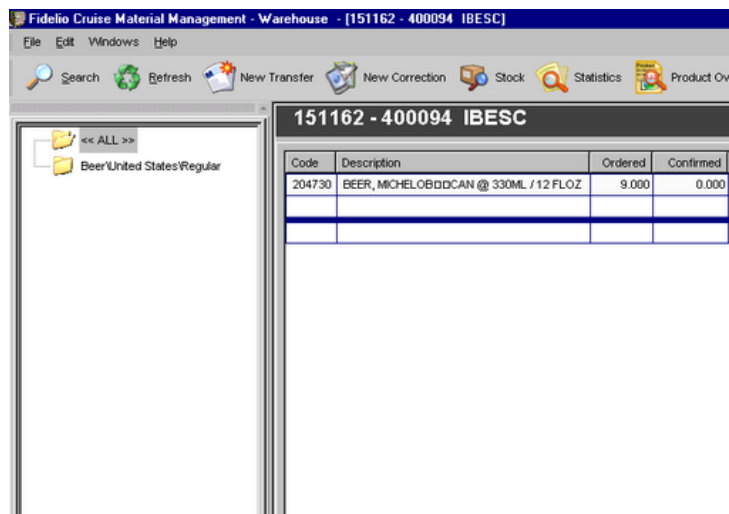 Fidelio Cruise Material Management - Warehouse - [151162 - 400094 IBESC]
File Edit Windows Help
Search Refresh New Transfer New Correction Stock Statistics Product Ov
151162 - 400094 IBESC
<< ALL >>
Beer\United States\Regular
Code Description Ordered Confirmed
204730 BEER, MICHELOB□□CAN @ 330ML / 12 FLOZ 9.000 0.000